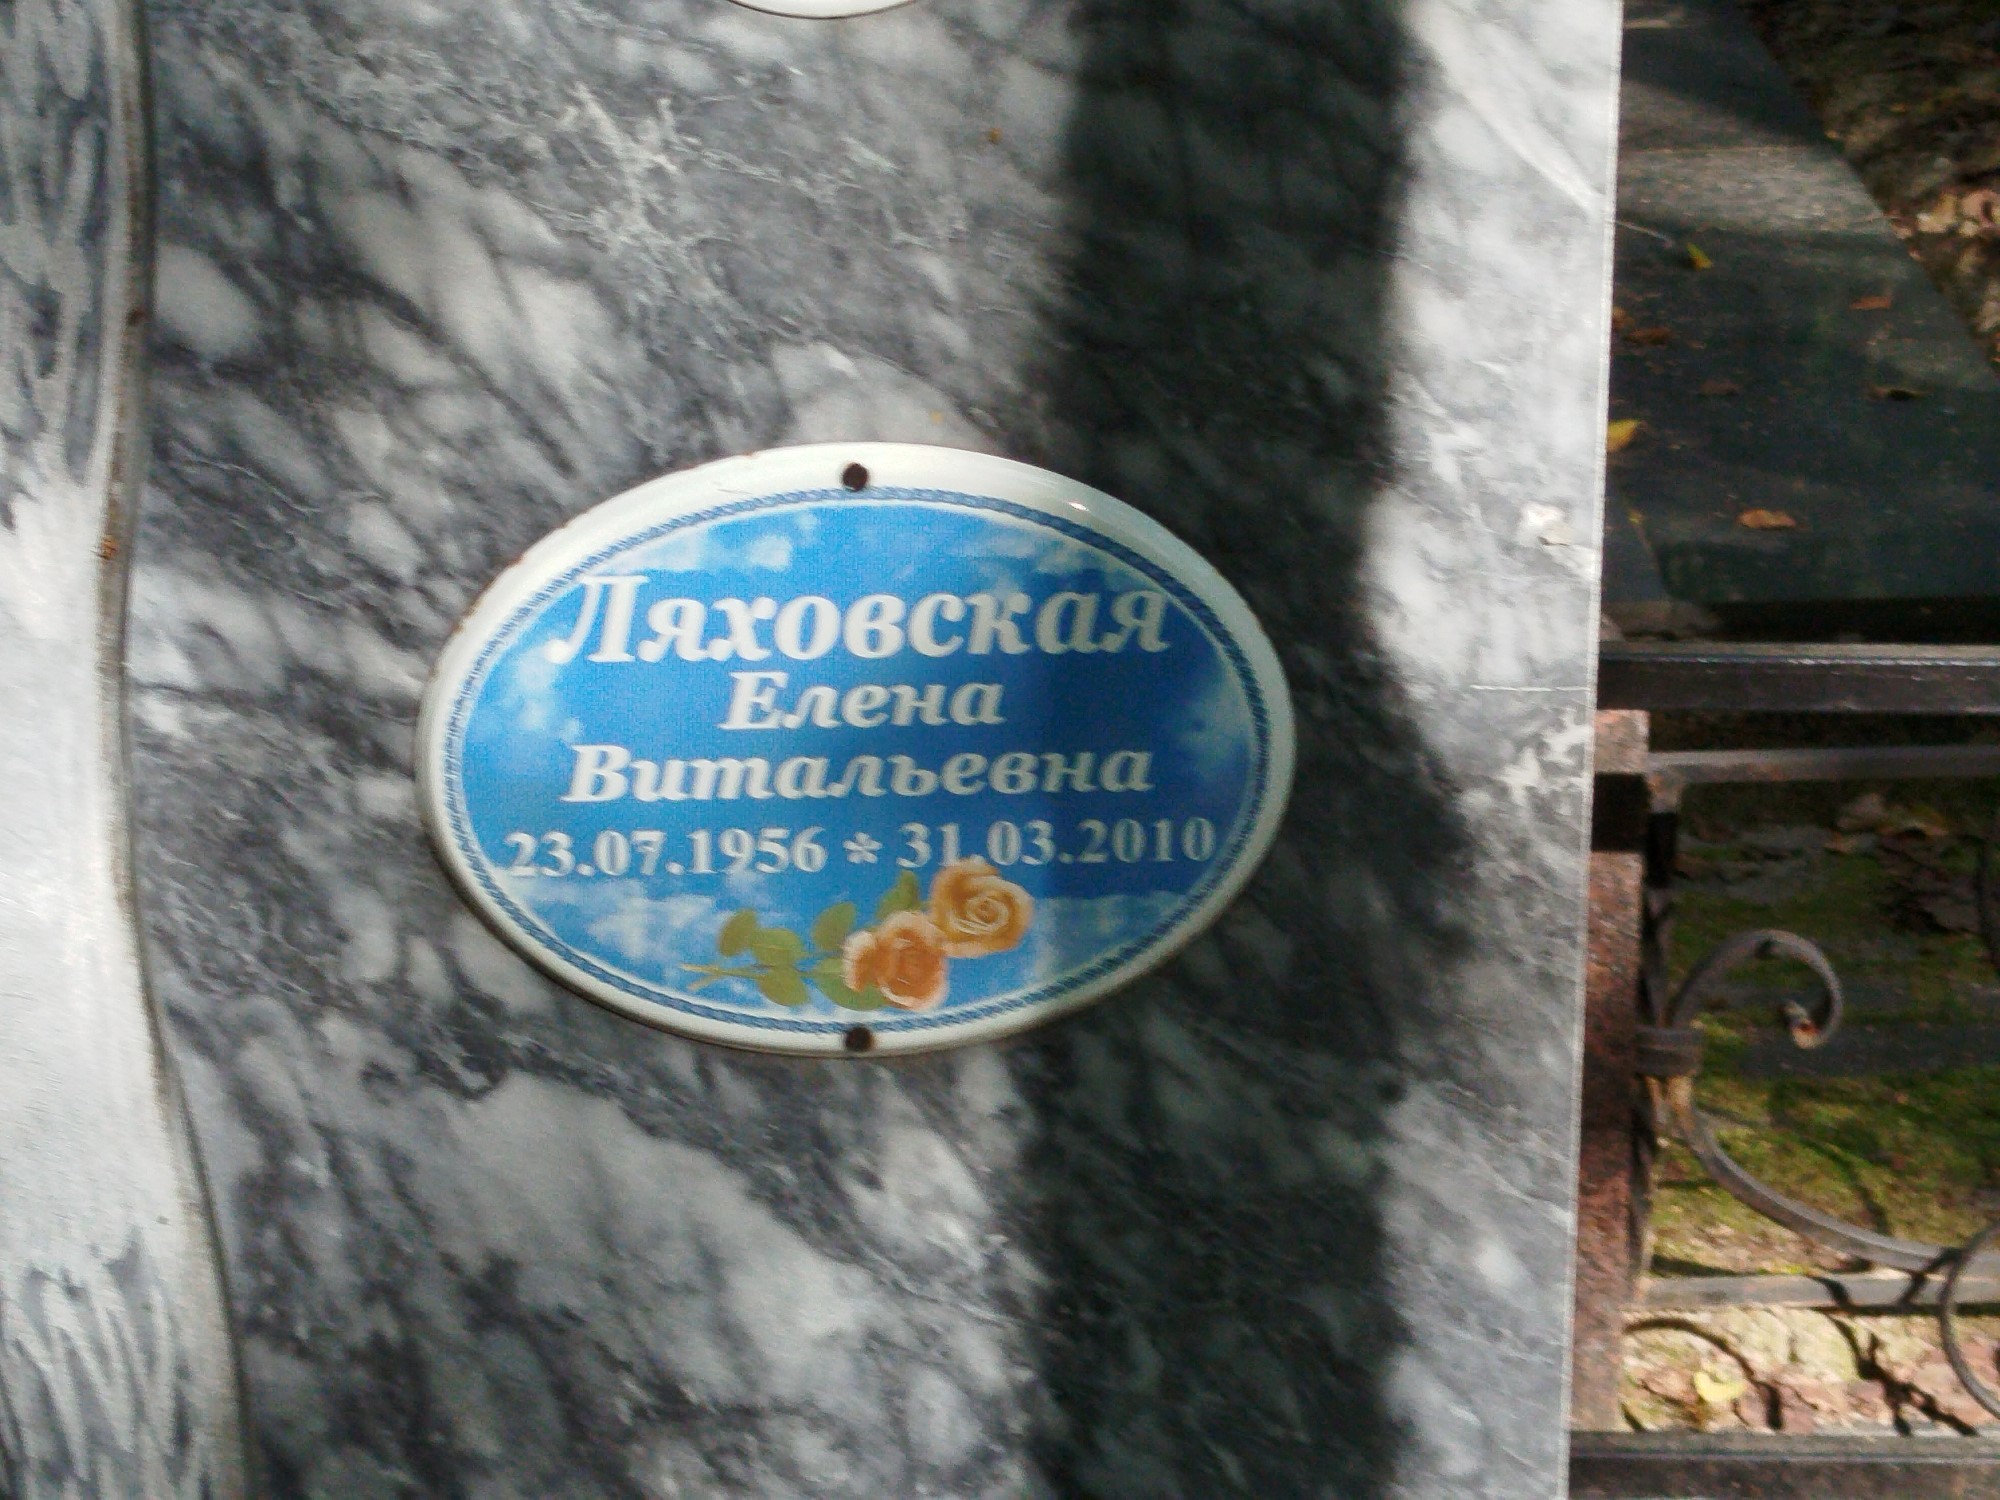 Ляховская
Елена
Витальевна
23.07.1956 * 31.03.2010